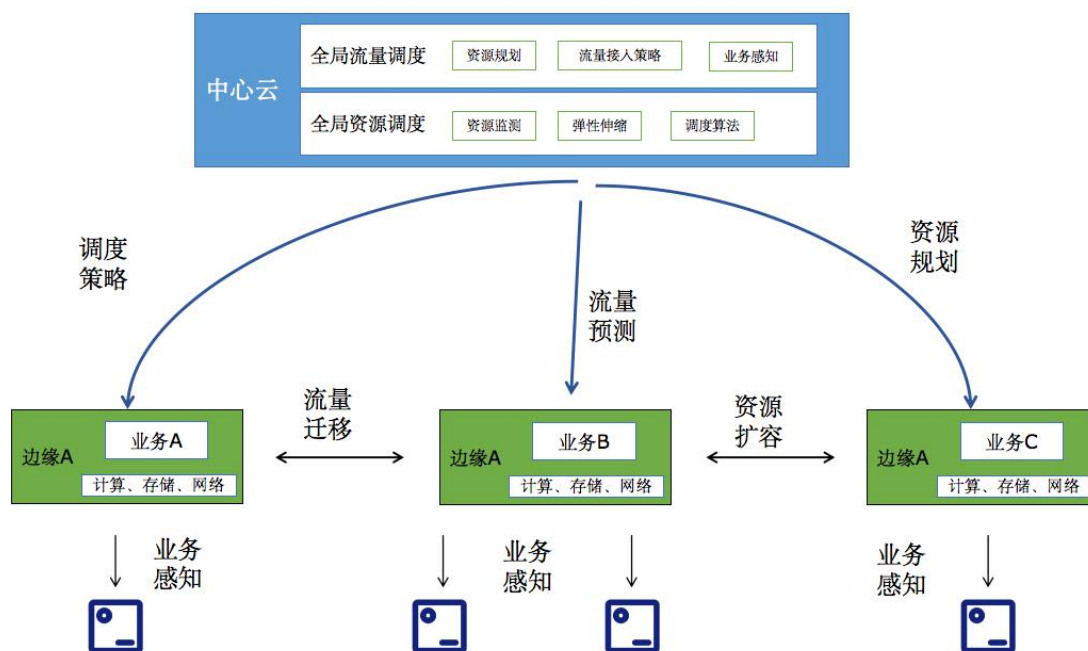 全局流量调度 资源规划 流量接入策略 业务感知
中心云
全局资源调度 资源监测 弹性伸缩 调度算法
调度
策略
流量
预测
资源
规划
边缘A
业务A
计算、存储、网络
流量
迁移
边缘A
业务B
计算、存储、网络
资源
扩容
边缘A
业务C
计算、存储、网络
业务
感知
业务
感知
业务
感知